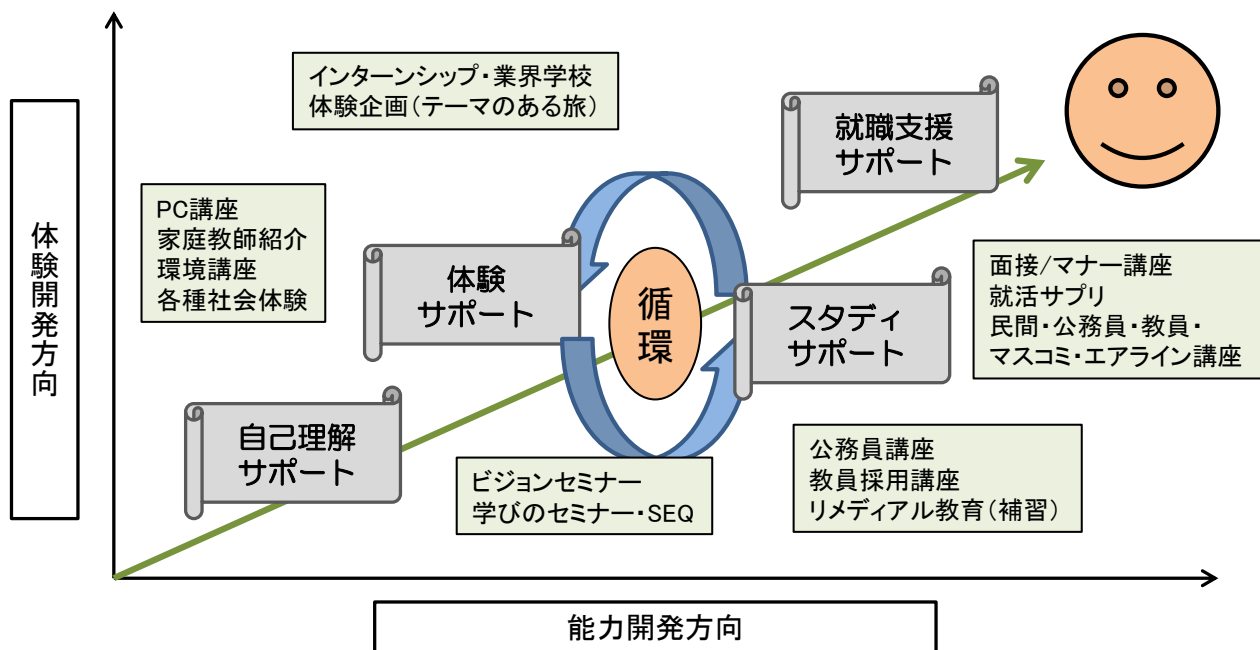 インターンシップ・業界学校
体験企画(テーマのある旅)
就職支援
サポート
体験開発方向
PC講座
家庭教師紹介
環境講座
各種社会体験
体験
サポート
循環
スタディ
サポート
面接/マナー講座
就活サプリ
民間・公務員・教員・
マスコミ・エアライン講座
自己理解
サポート
ビジョンセミナー
学びのセミナー・SEQ
公務員講座
教員採用講座
リメディアル教育(補習)
能力開発方向